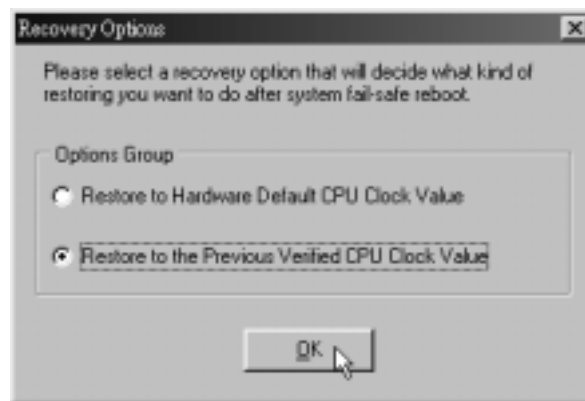 Recovery Options
Please select a recovery option that will decide what kind of
restoring you want to do after system fail-safe reboot.
Options Group
Restore to Hardware Default CPU Clock Value
Restore to the Previous Verified CPU Clock Value
OK